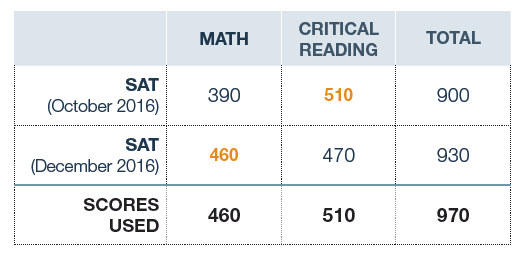 MATH
CRITICAL
READING
TOTAL
SAT
(October 2016)
390
510
900
SAT
(December 2016)
460
470
930
SCORES
USED
460
510
970